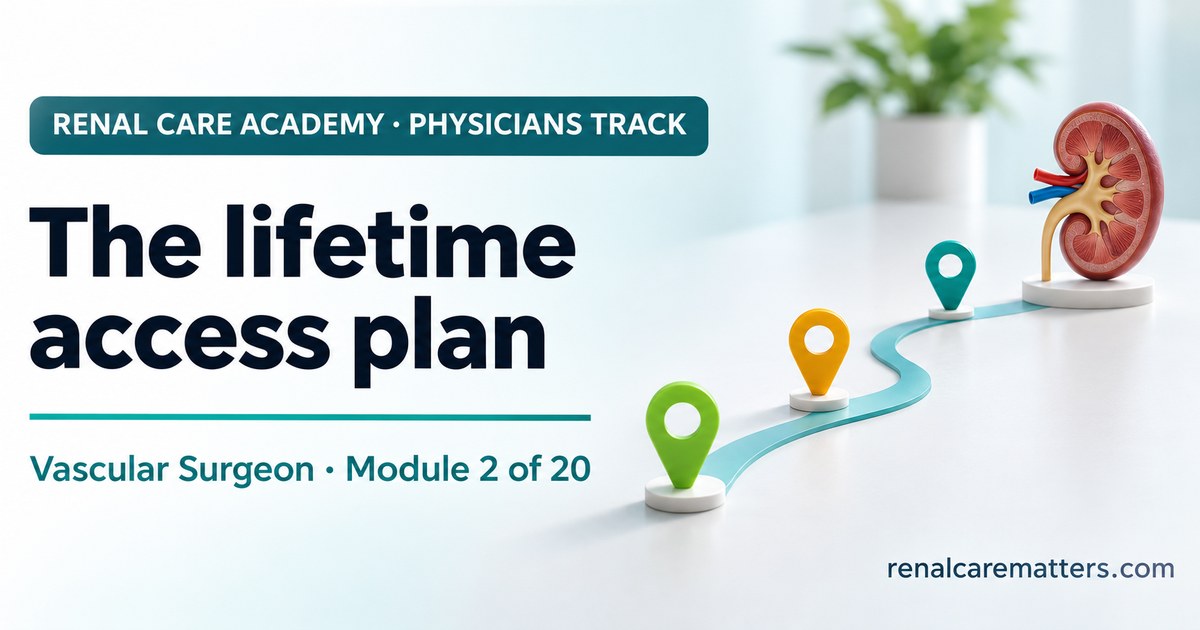 RENAL CARE ACADEMY · PHYSICIANS TRACK
The lifetime
access plan
Vascular Surgeon · Module 2 of 20
renalcarematters.com